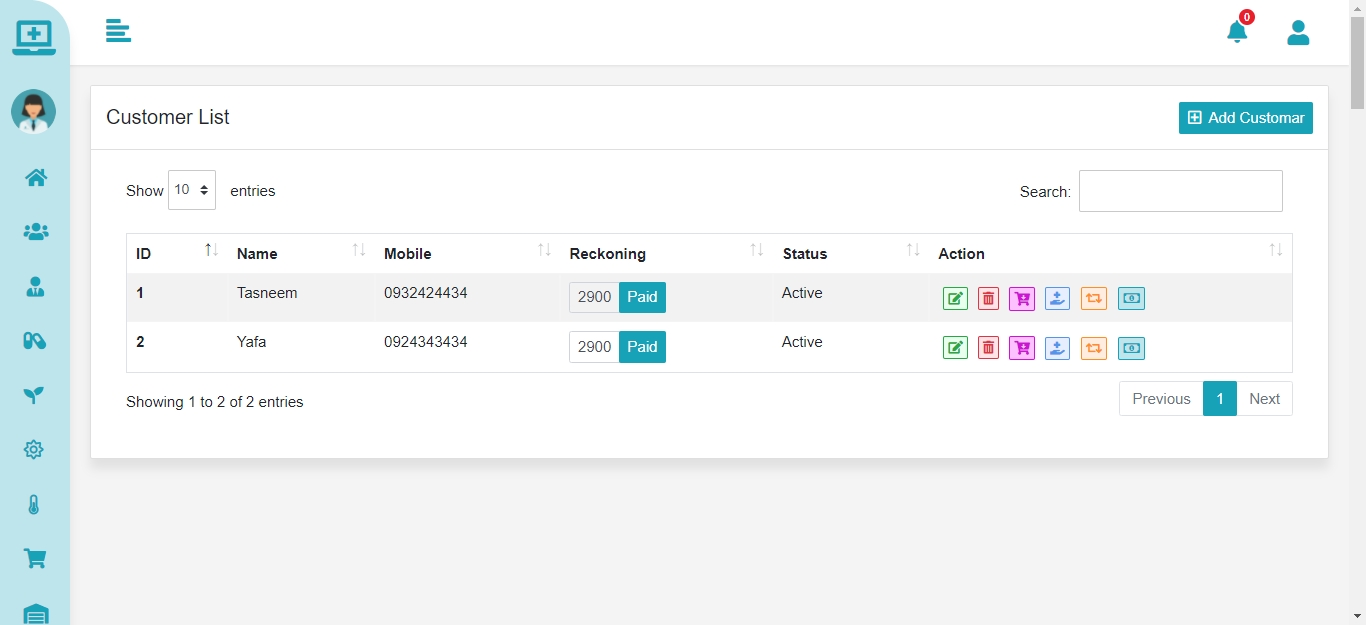 0
Customer List
Add Customar
Show 10 entries
Search:
ID Name Mobile Reckoning Status Action
1 Tasneem 0932424434 2900 Paid Active
2 Yafa 0924343434 2900 Paid Active
Showing 1 to 2 of 2 entries
Previous 1 Next